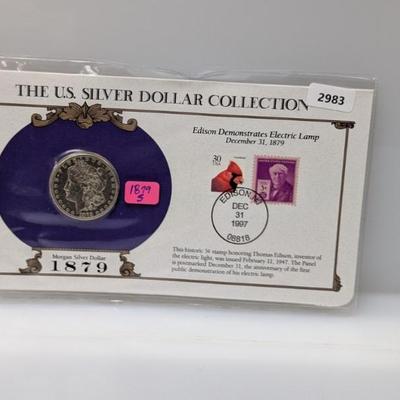 THE U.S. SILVER DOLLAR COLLECTION
2983
Edison Demonstrates Electric Lamp
December 31, 1879
30
USA
3¢
EDISON, NJ
DEC
31
1997
08818
1879
S
Morgan Silver Dollar
1879
This historic 3¢ stamp honoring Thomas Edison, inventor of
the electric light, was issued February 11, 1947. The Panel
is postmarked December 31, the anniversary of the first
public demonstration of his electric lamp.